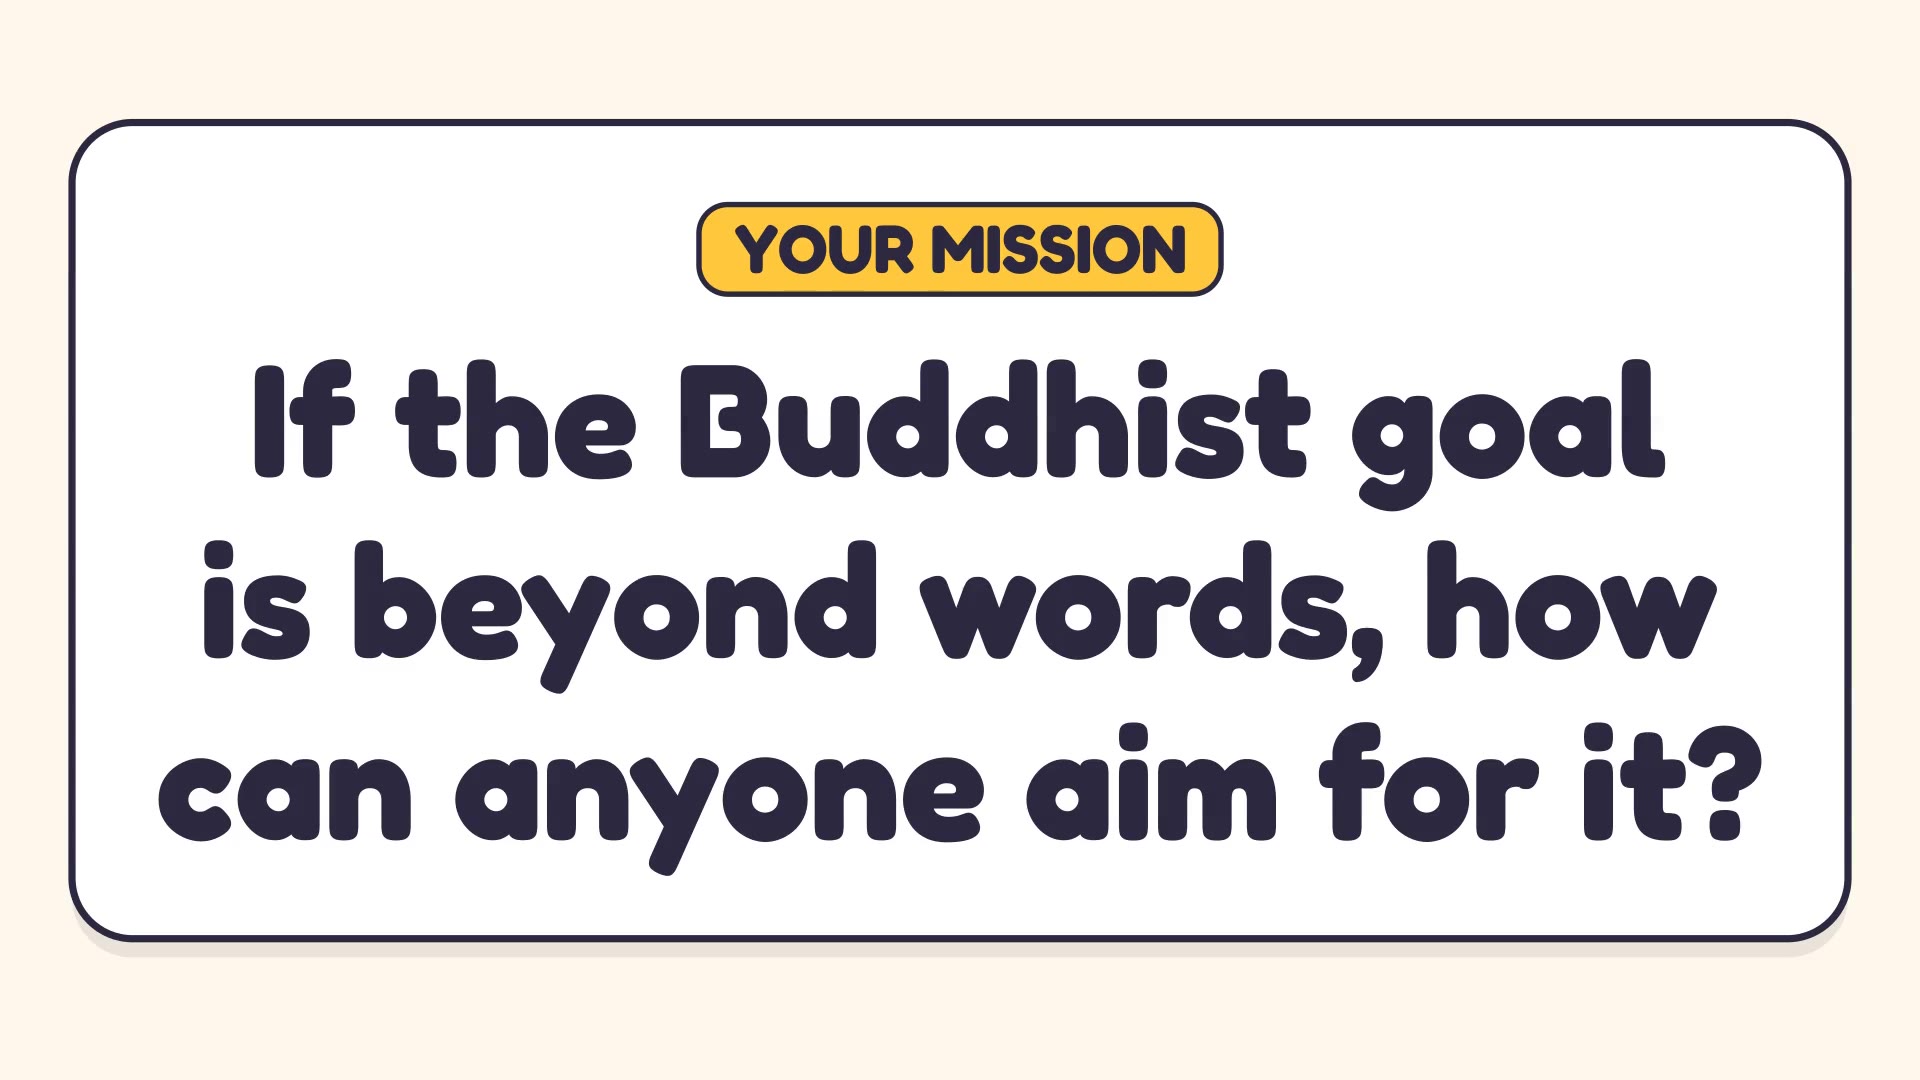 YOUR MISSION
If the Buddhist goal
is beyond words, how
can anyone aim for it?